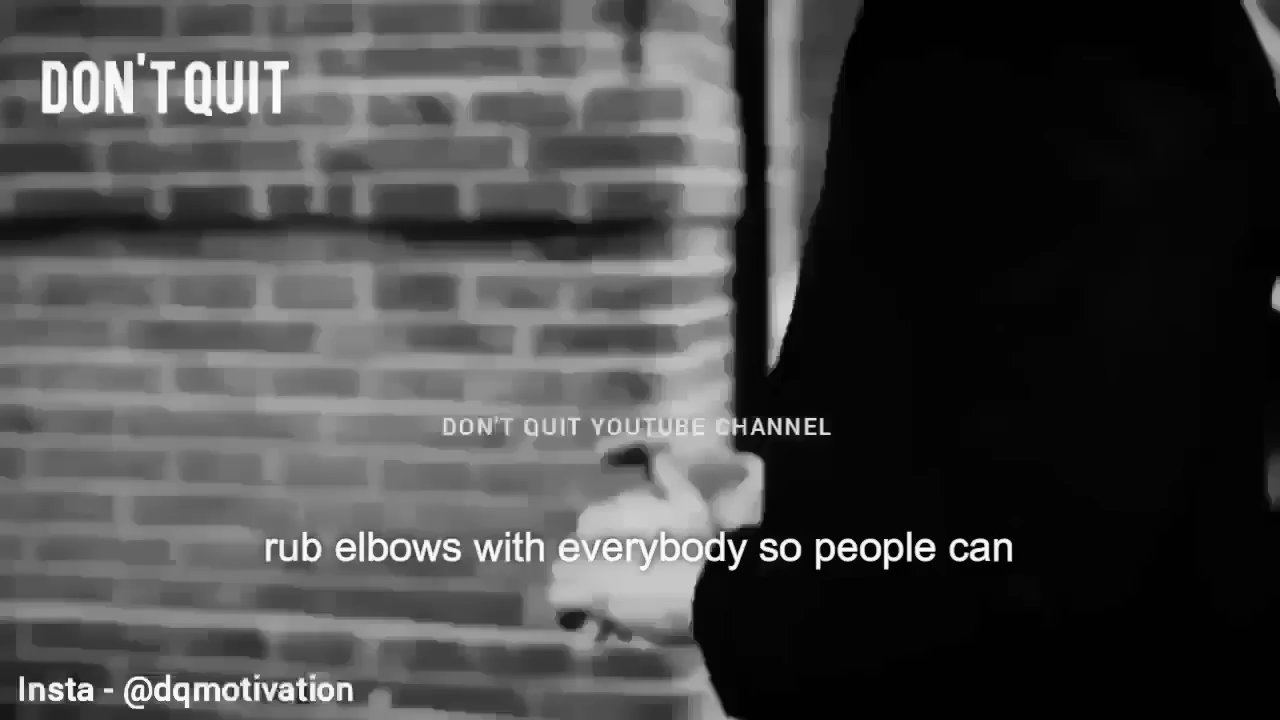 DON'T QUIT
DON'T QUIT YOUTUBE CHANNEL
rub elbows with everybody so people can
Insta - @dqmotivation